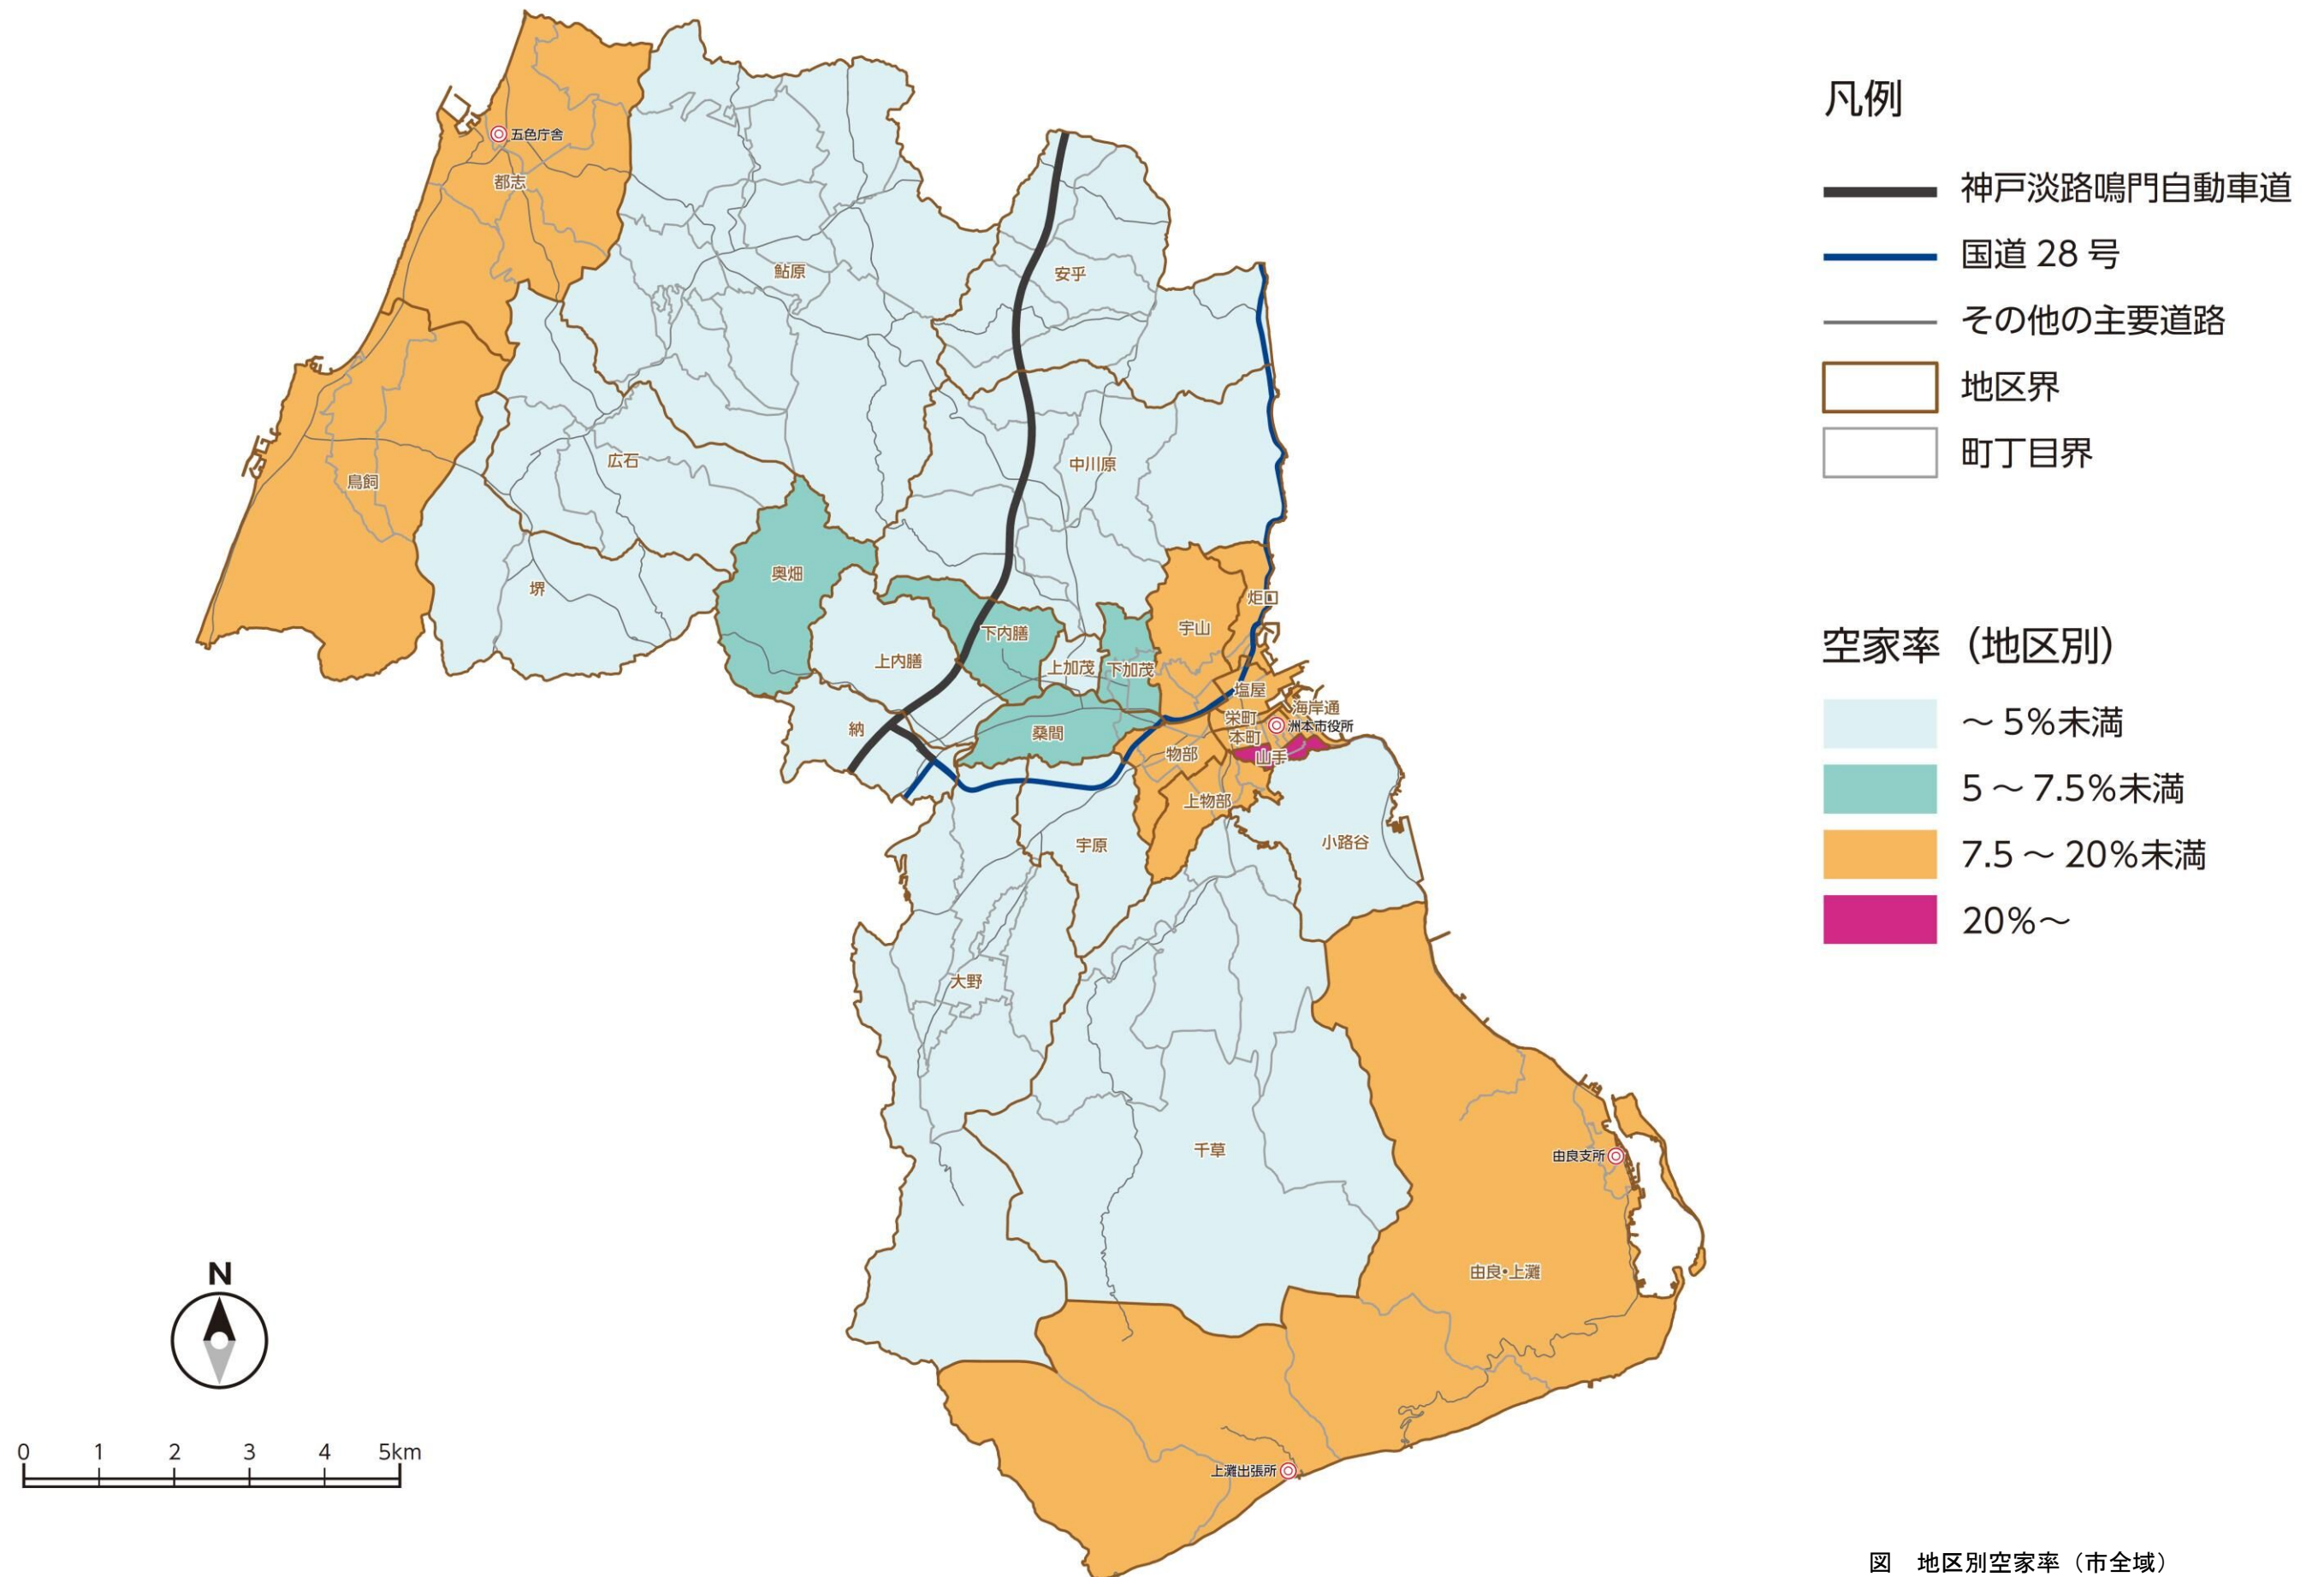 五色庁舎
都志
鮎原
安乎
広石
中川原
鳥飼
奥畑
堺
炬口
宇山
下内膳
上内膳
上加茂
下加茂
塩屋
海岸通
栄町
洲本市役所
納
桑間
本町
物部
山手
上物部
宇原
小路谷
大野
千草
由良支所
由良・上灘
上灘出張所
凡例
神戸淡路鳴門自動車道
国道 28 号
その他の主要道路
地区界
町丁目界
空家率（地区別）
～ 5％未満
5 ～ 7.5％未満
7.5 ～ 20％未満
20％～
N
0 1 2 3 4 5km
図　地区別空家率（市全域）